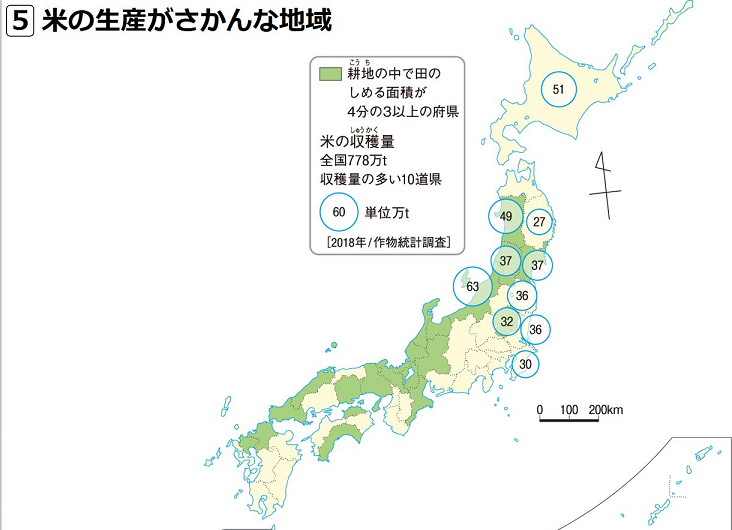 5 米の生産がさかんな地域
こうち
耕地の中で田の
しめる面積が
4分の3以上の府県
しゅうかく
米の収穫量
全国778万t
収穫量の多い10道県
60 単位万t
[2018年/作物統計調査]
51
49
27
37
37
63
36
32
36
30
0 100 200km